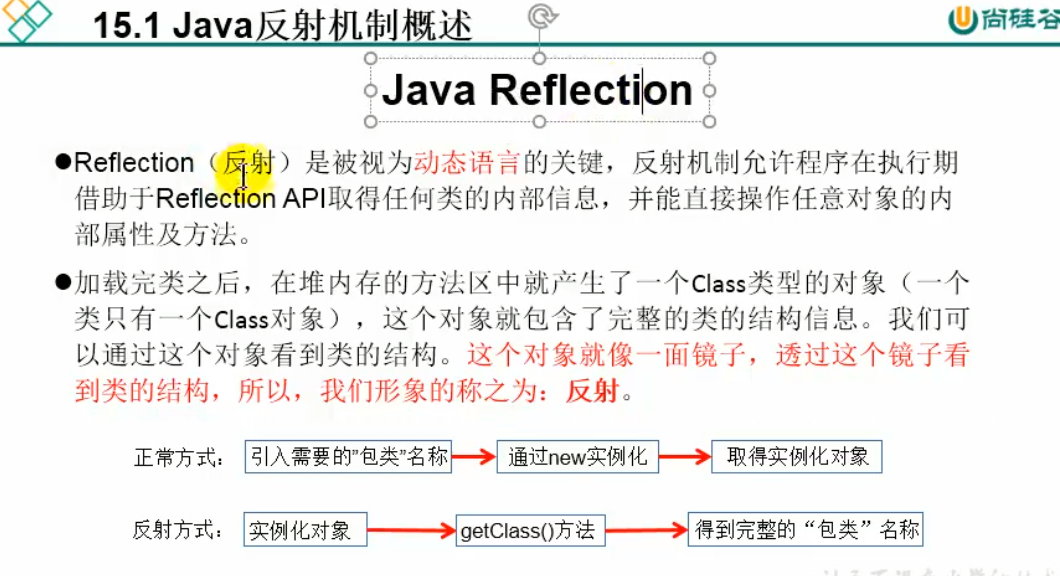 15.1 Java反射机制概述
尚硅谷
Java Reflection
●Reflection（反射）是被视为动态语言的关键，反射机制允许程序在执行期
借助于Reflection API取得任何类的内部信息，并能直接操作任意对象的内
部属性及方法。
●加载完类之后，在堆内存的方法区中就产生了一个Class类型的对象（一个
类只有一个Class对象），这个对象就包含了完整的类的结构信息。我们可
以通过这个对象看到类的结构。这个对象就像一面镜子，透过这个镜子看
到类的结构，所以，我们形象的称之为：反射。
正常方式： 引入需要的”包类”名称 通过new实例化 取得实例化对象
反射方式： 实例化对象 getClass()方法 得到完整的“包类”名称